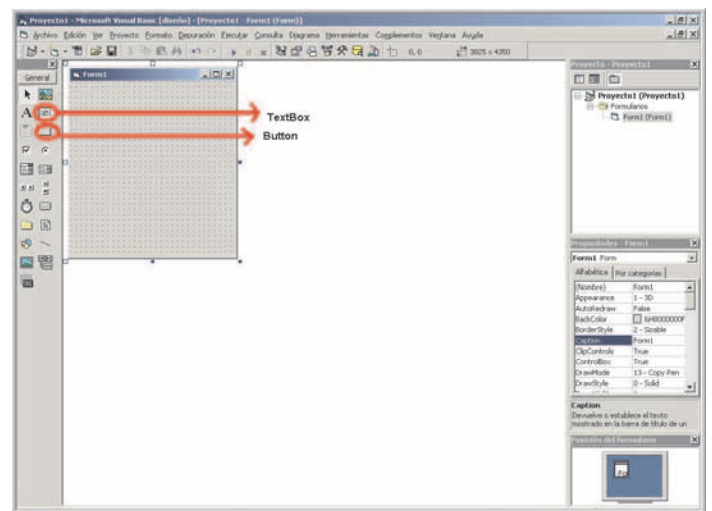 Proyecto1 - Microsoft Visual Basic [diseño] - [Proyecto1 - Form1 (Form)]
Archivo Edición Ver Proyecto Formato Depuración Ejecutar Consulta Diagrama Herramientas Complementos Ventana Ayuda
0, 0
3825 x 4350
General
Form1
TextBox
Button
Proyecto - Proyecto1
Proyecto1 (Proyecto1)
Formularios
Form1 (Form1)
Propiedades - Form1
Form1 Form
Alfabética Por categorías
(Nombre) Form1
Appearance 1 - 3D
AutoRedraw False
BackColor &H8000000F
BorderStyle 2 - Sizable
Caption Form1
ClipControls True
ControlBox True
DrawMode 13 - Copy Pen
DrawStyle 0 - Solid
Caption
Devuelve o establece el texto
mostrado en la barra de título de un
Posición del formulario